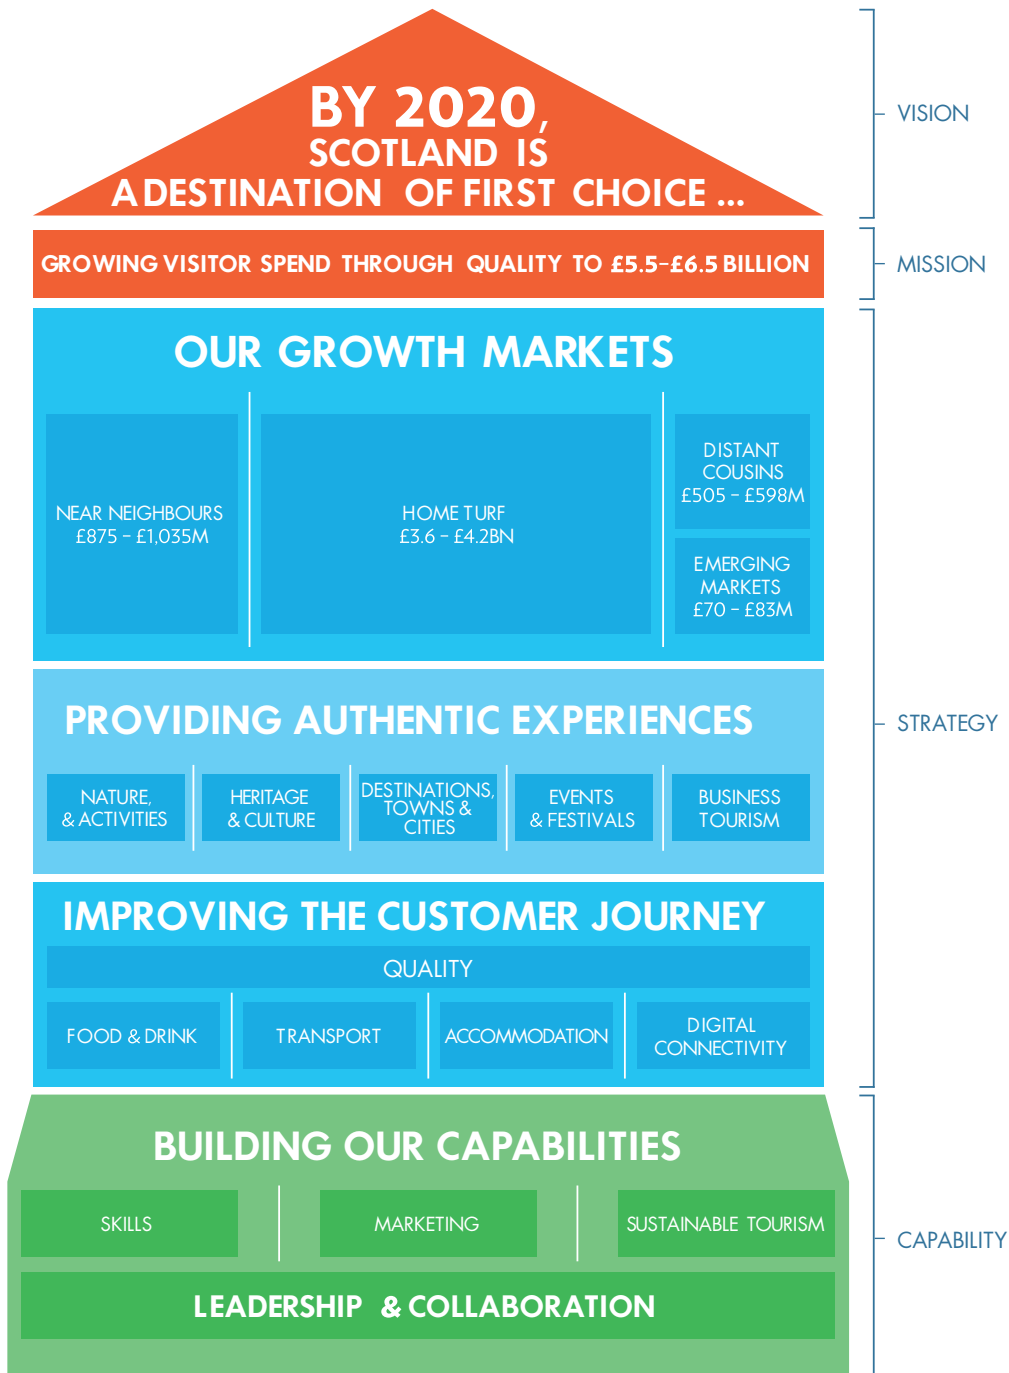 BY 2020,
SCOTLAND IS
A DESTINATION OF FIRST CHOICE ...
VISION
GROWING VISITOR SPEND THROUGH QUALITY TO £5.5–£6.5 BILLION
MISSION
OUR GROWTH MARKETS
NEAR NEIGHBOURS
£875 – £1,035M
HOME TURF
£3.6 – £4.2BN
DISTANT
COUSINS
£505 – £598M
EMERGING
MARKETS
£70 – £83M
PROVIDING AUTHENTIC EXPERIENCES
STRATEGY
NATURE,
& ACTIVITIES
HERITAGE
& CULTURE
DESTINATIONS,
TOWNS &
CITIES
EVENTS
& FESTIVALS
BUSINESS
TOURISM
IMPROVING THE CUSTOMER JOURNEY
QUALITY
FOOD & DRINK
TRANSPORT
ACCOMMODATION
DIGITAL
CONNECTIVITY
BUILDING OUR CAPABILITIES
SKILLS
MARKETING
SUSTAINABLE TOURISM
CAPABILITY
LEADERSHIP & COLLABORATION